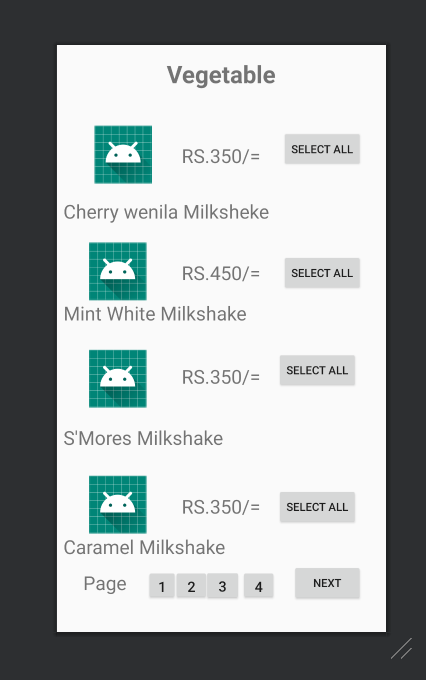 Vegetable
RS.350/= SELECT ALL
Cherry wenila Milksheke
RS.450/= SELECT ALL
Mint White Milkshake
RS.350/= SELECT ALL
S'Mores Milkshake
RS.350/= SELECT ALL
Caramel Milkshake
Page 1 2 3 4 NEXT